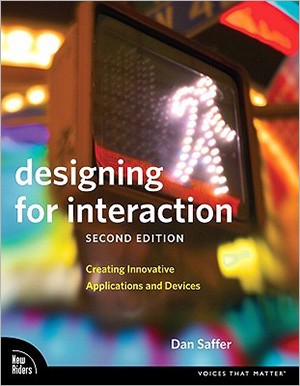 designing
for interaction
SECOND EDITION
Creating Innovative
Applications and Devices
Dan Saffer
New
Riders
VOICES THAT MATTER™